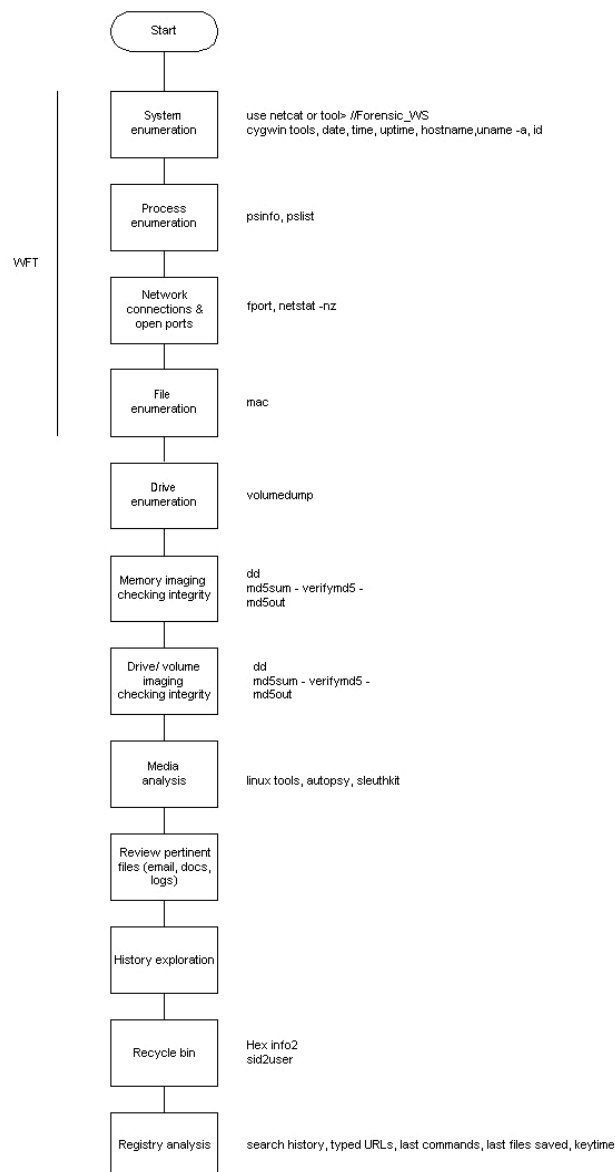 Start
System
enumeration
use netcat or tool> //Forensic_WS
cygwin tools, date, time, uptime, hostname,uname -a, id
Process
enumeration
psinfo, pslist
WFT
Network
connections &
open ports
fport, netstat -nz
File
enumeration
mac
Drive
enumeration
volumedump
Memory imaging
checking integrity
dd
md5sum - verifymd5 -
md5out
Drive/ volume
imaging
checking integrity
dd
md5sum - verifymd5 -
md5out
Media
analysis
linux tools, autopsy, sleuthkit
Review pertinent
files (email, docs,
logs)
History exploration
Recycle bin
Hex info2
sid2user
Registry analysis
search history, typed URLs, last commands, last files saved, keytime